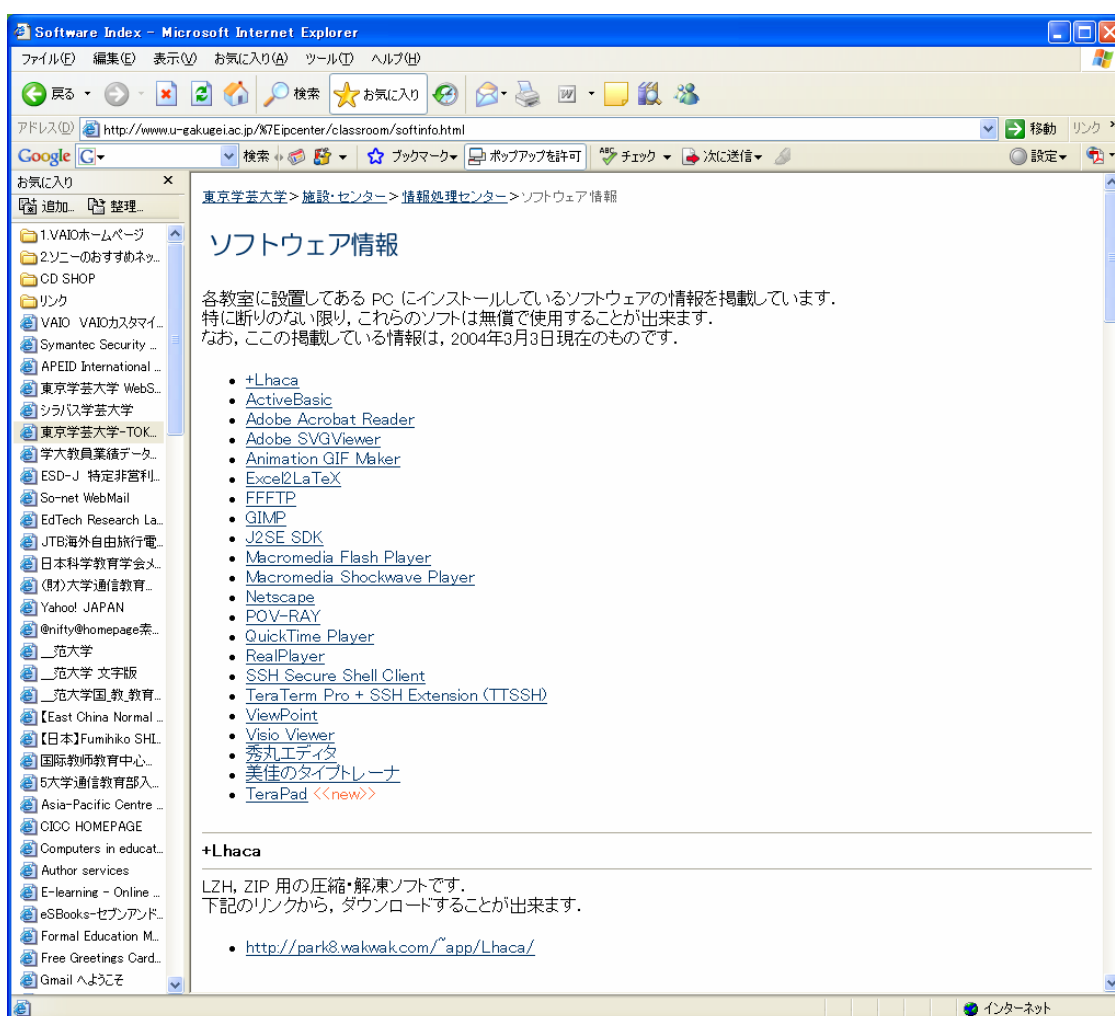 Software Index - Microsoft Internet Explorer
ファイル(F) 編集(E) 表示(V) お気に入り(A) ツール(T) ヘルプ(H)
戻る 検索 お気に入り
アドレス(D) http://www.u-gakugei.ac.jp/%7Eipcenter/classroom/softinfo.html 移動 リンク
Google 検索 ブックマーク ポップアップを許可 チェック 次に送信 設定
お気に入り
追加... 整理...
1.VAIOホームページ
2.ソニーのおすすめネッ...
CD SHOP
リンク
VAIO VAIOカスタマイ...
Symantec Security ...
APEID International ...
東京学芸大学 WebS...
シラバス学芸大学
東京学芸大学-TOK...
学大教員業績データ...
ESD-J 特定非営利...
So-net WebMail
EdTech Research La...
JTB海外自由旅行電...
日本科学教育学会メ...
(財)大学通信教育...
Yahoo! JAPAN
@nifty@homepage素...
__范大学
__范大学 文字版
__范大学国_教_教育...
【East China Normal ...
【日本】Fumihiko SHI...
国际教师教育中心...
5大学通信教育部入...
Asia-Pacific Centre ...
CICC HOMEPAGE
Computers in educat...
Author services
E-learning - Online ...
eSBooks-セブンアンド...
Formal Education M...
Free Greetings Card...
Gmail へようこそ
東京学芸大学>施設・センター>情報処理センター>ソフトウェア情報
ソフトウェア情報
各教室に設置してある PC にインストールしているソフトウェアの情報を掲載しています.
特に断りのない限り, これらのソフトは無償で使用することが出来ます.
なお, ここの掲載している情報は, 2004年3月3日現在のものです.
+Lhaca
ActiveBasic
Adobe Acrobat Reader
Adobe SVGViewer
Animation GIF Maker
Excel2LaTeX
FFFTP
GIMP
J2SE SDK
Macromedia Flash Player
Macromedia Shockwave Player
Netscape
POV-RAY
QuickTime Player
RealPlayer
SSH Secure Shell Client
TeraTerm Pro + SSH Extension (TTSSH)
ViewPoint
Visio Viewer
秀丸エディタ
美佳のタイプトレーナ
TeraPad <<new>>
+Lhaca
LZH, ZIP 用の圧縮・解凍ソフトです.
下記のリンクから, ダウンロードすることが出来ます.
http://park8.wakwak.com/~app/Lhaca/
インターネット